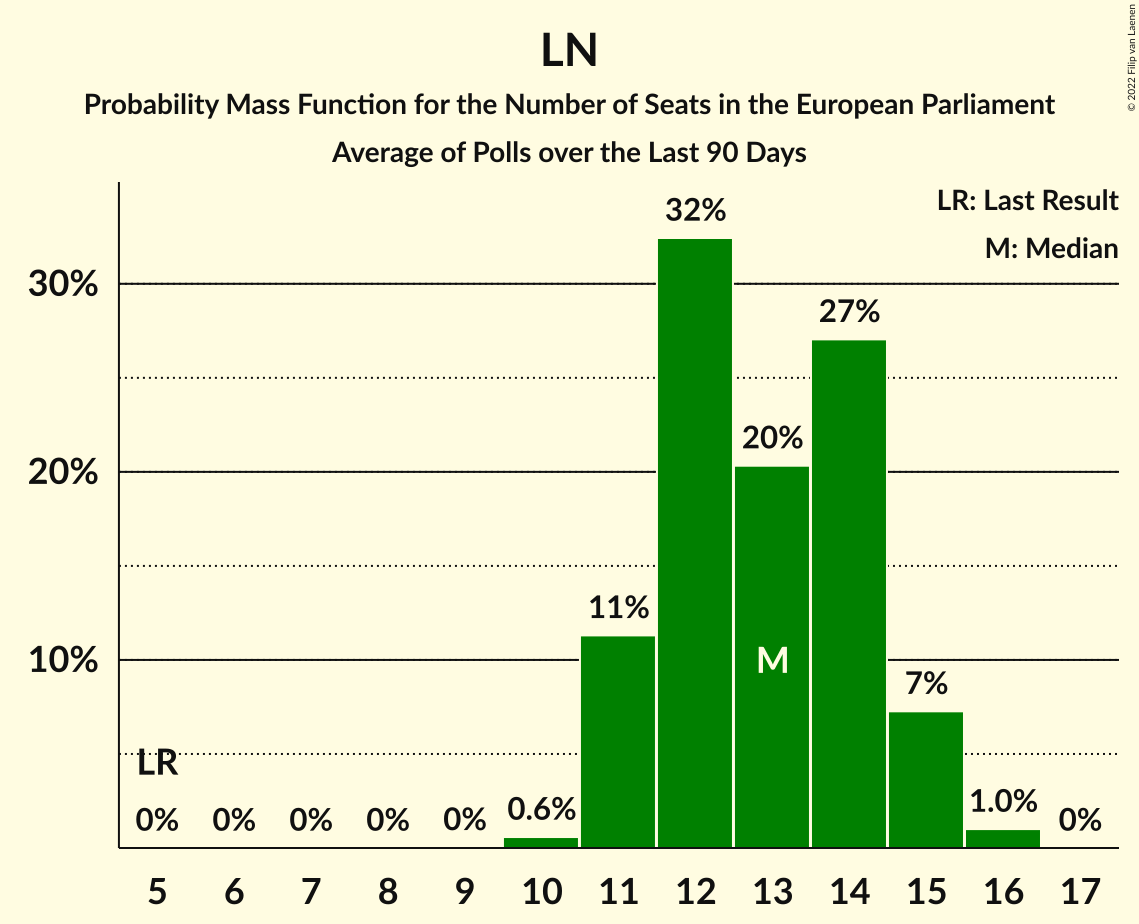 LN
Probability Mass Function for the Number of Seats in the European Parliament
Average of Polls over the Last 90 Days
© 2022 Filip van Laenen
LR: Last Result
M: Median
30%
20%
10%
32%
27%
20%
11%
M
7%
LR
0%
0%
0%
0%
0%
0.6%
1.0%
0%
5 6 7 8 9 10 11 12 13 14 15 16 17